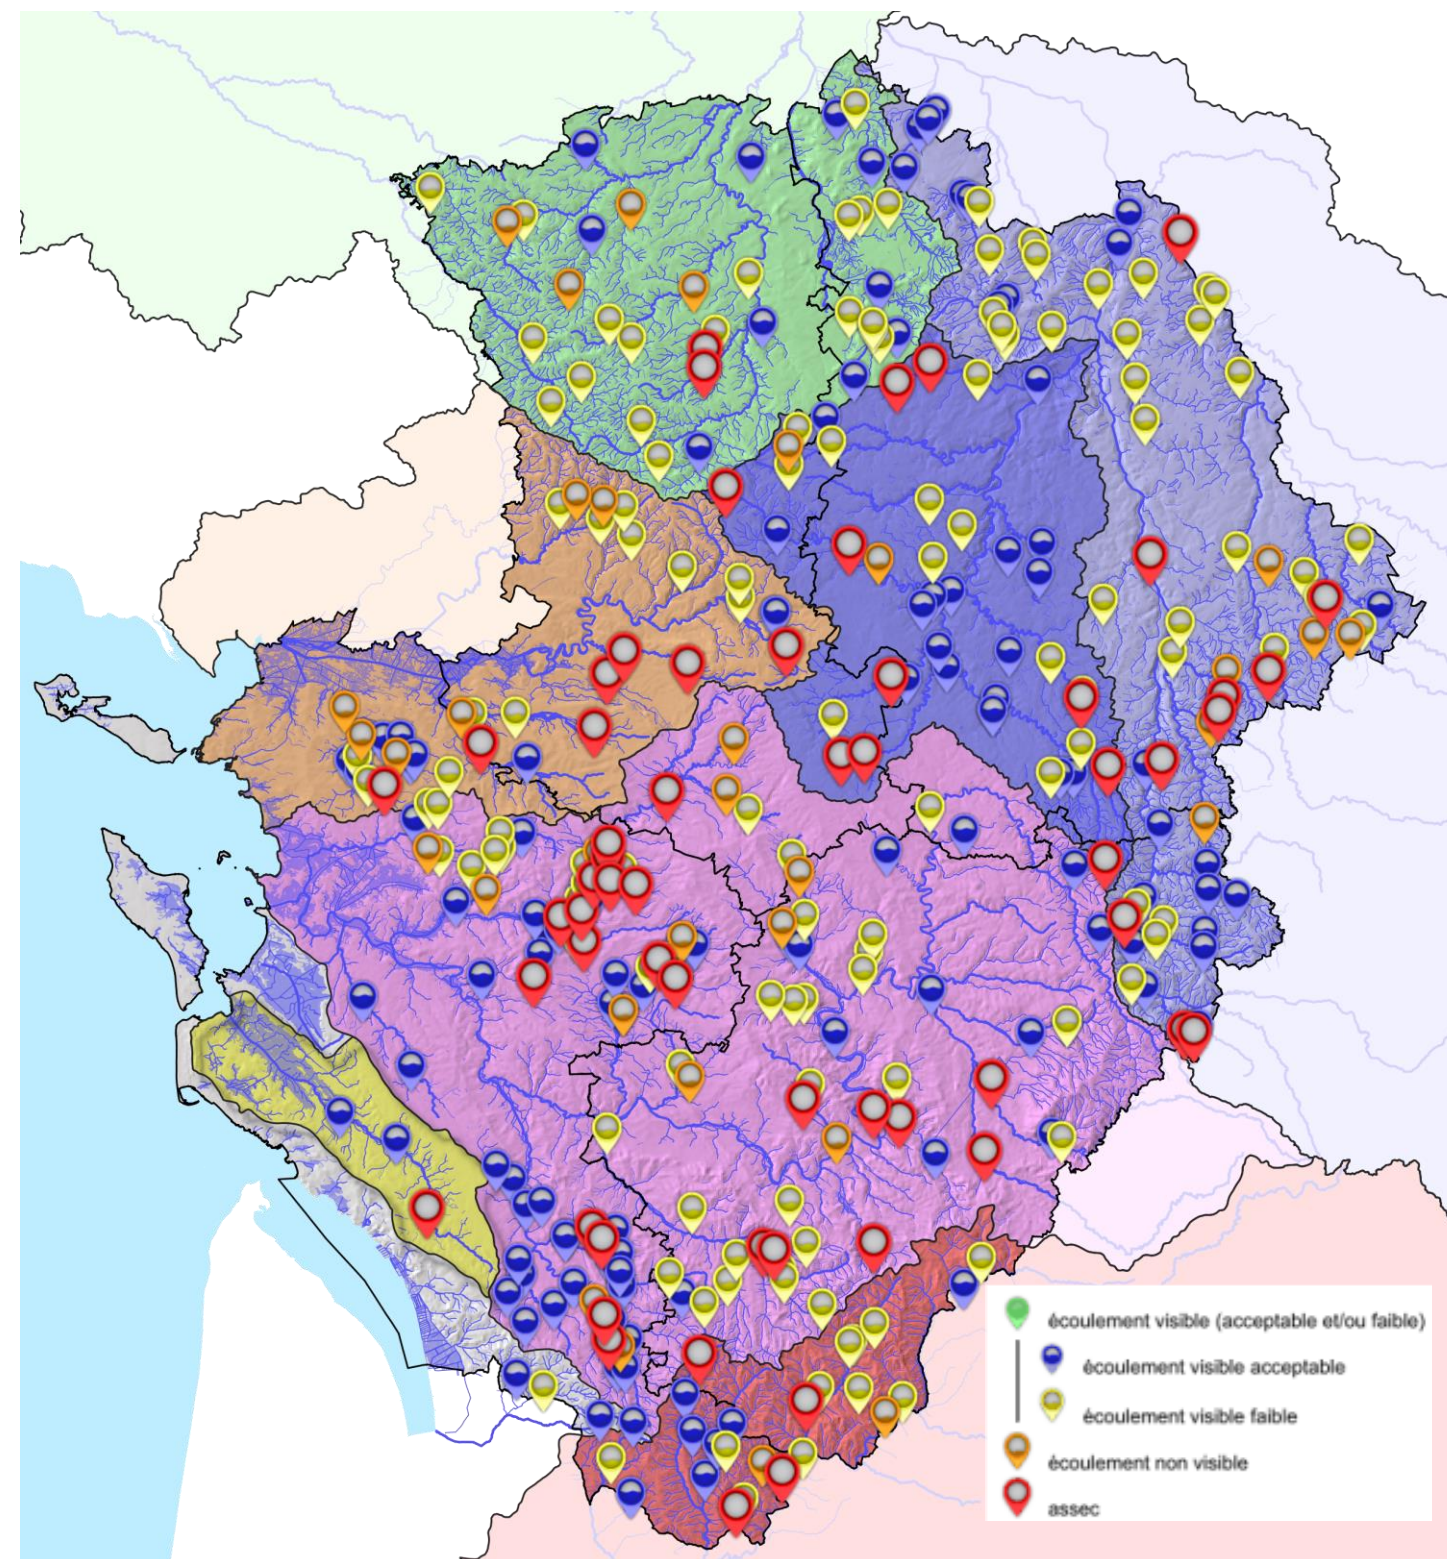 écoulement visible (acceptable et/ou faible)
écoulement visible acceptable
écoulement visible faible
écoulement non visible
assec